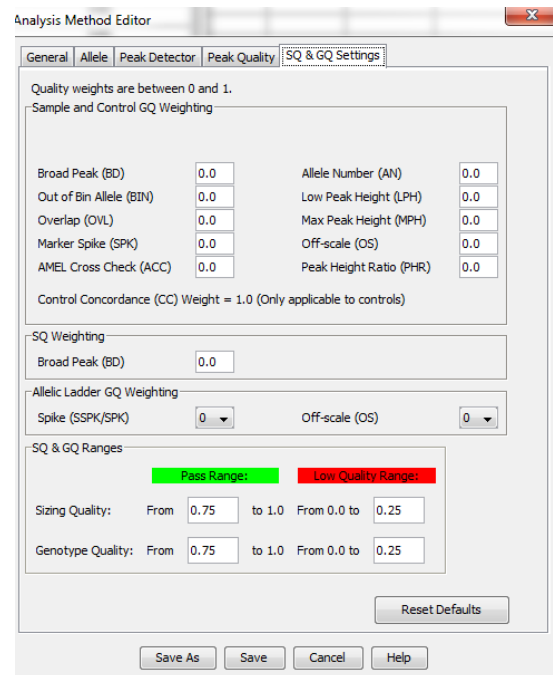 Analysis Method Editor
General Allele Peak Detector Peak Quality SQ & GQ Settings
Quality weights are between 0 and 1.
Sample and Control GQ Weighting
Broad Peak (BD) 0.0 Allele Number (AN) 0.0
Out of Bin Allele (BIN) 0.0 Low Peak Height (LPH) 0.0
Overlap (OVL) 0.0 Max Peak Height (MPH) 0.0
Marker Spike (SPK) 0.0 Off-scale (OS) 0.0
AMEL Cross Check (ACC) 0.0 Peak Height Ratio (PHR) 0.0
Control Concordance (CC) Weight = 1.0 (Only applicable to controls)
SQ Weighting
Broad Peak (BD) 0.0
Allelic Ladder GQ Weighting
Spike (SSPK/SPK) 0 Off-scale (OS) 0
SQ & GQ Ranges
Pass Range: Low Quality Range:
Sizing Quality: From 0.75 to 1.0 From 0.0 to 0.25
Genotype Quality: From 0.75 to 1.0 From 0.0 to 0.25
Reset Defaults
Save As Save Cancel Help